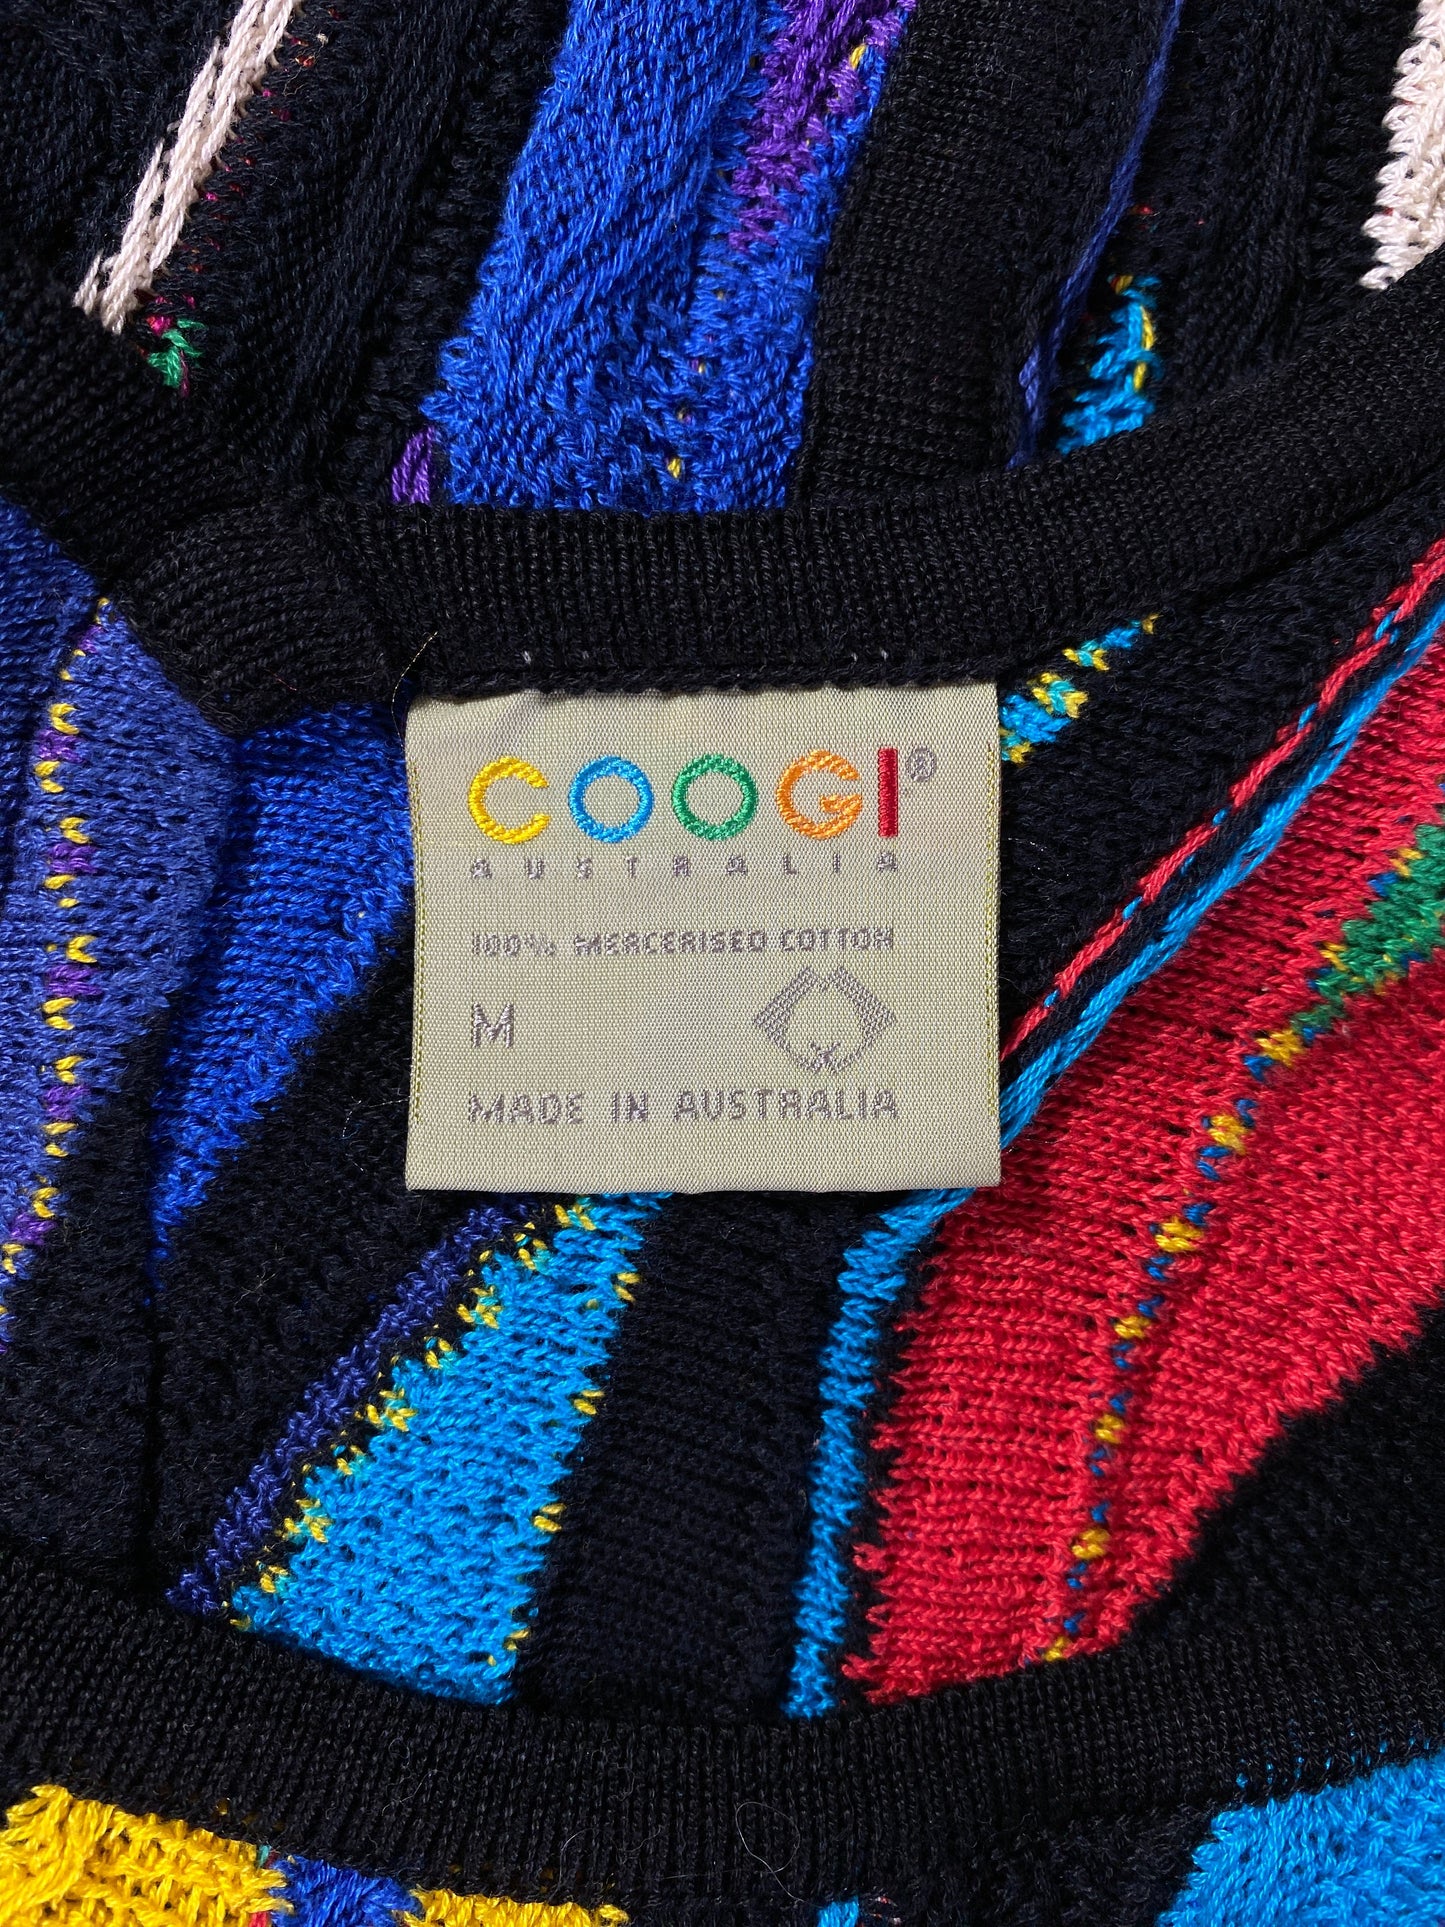 COOGI®
AUSTRALIA
100% MERCERISED COTTON
M
MADE IN AUSTRALIA